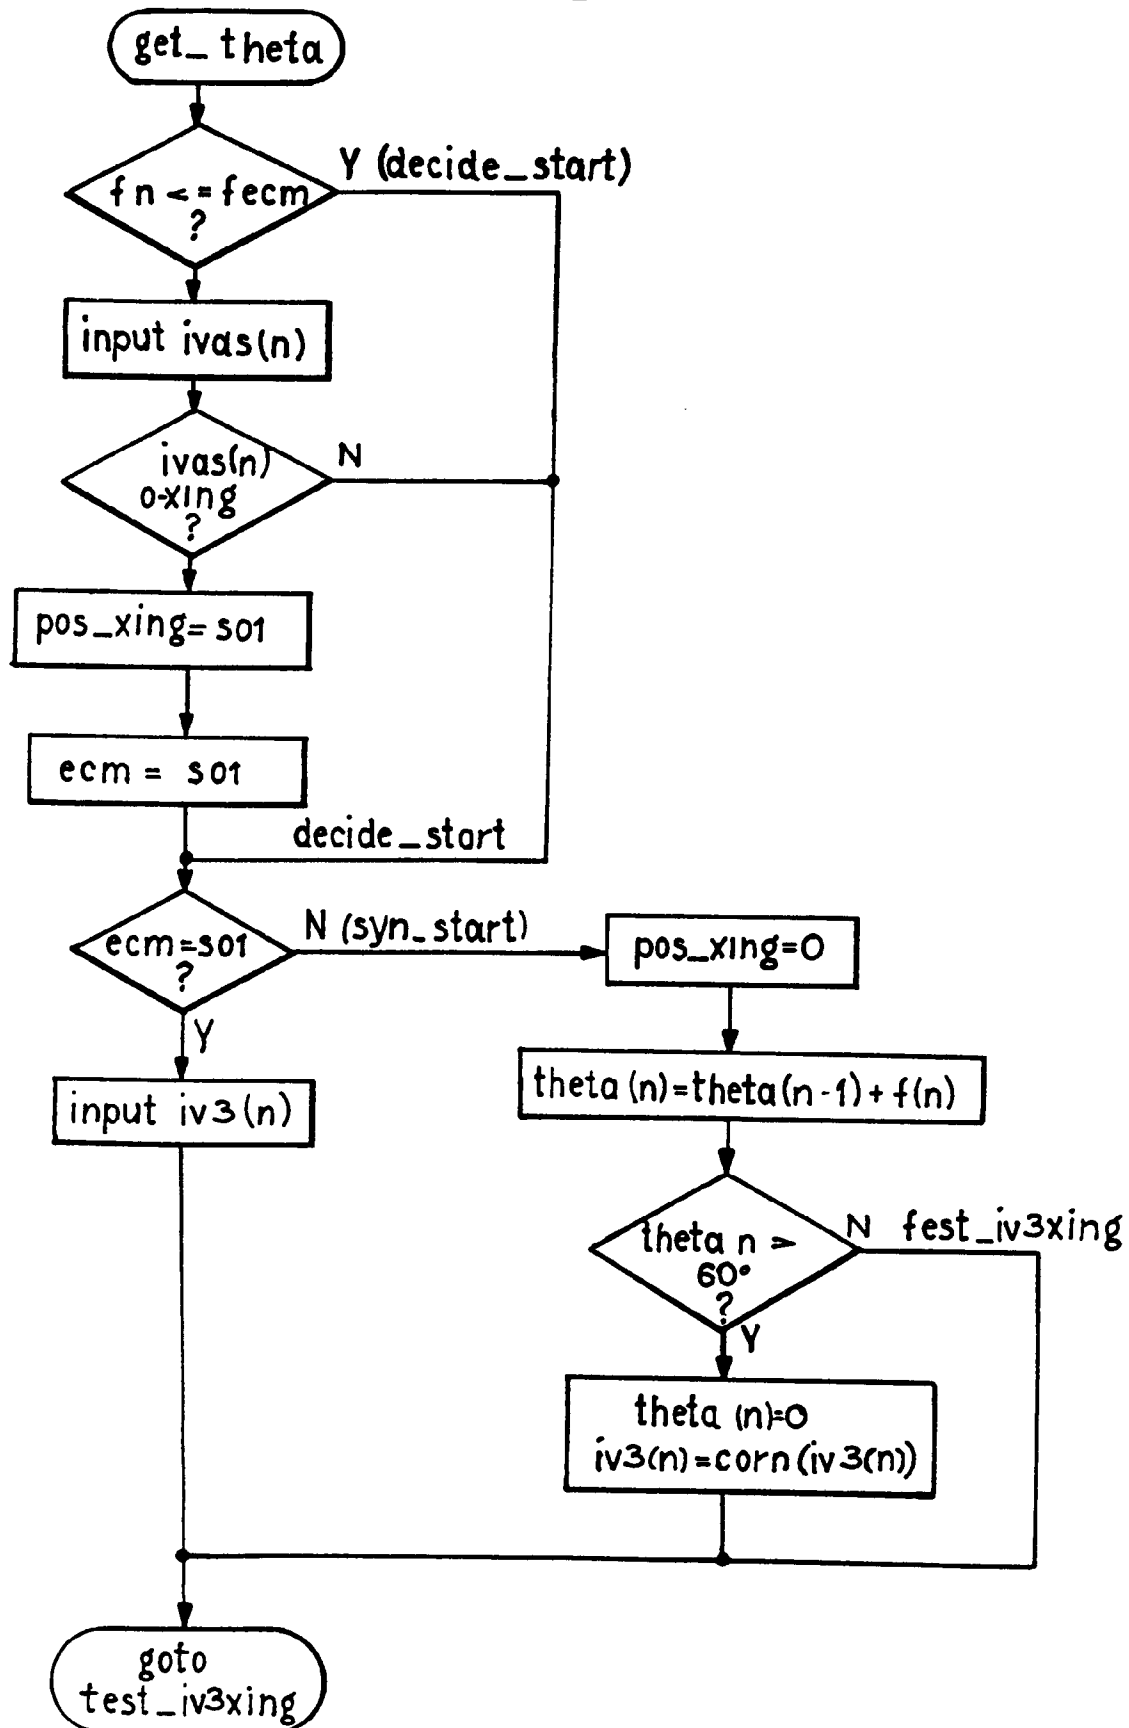 get_theta
Y (decide_start)
fn <= fecm
?
input ivas(n)
ivas(n)
0-xing
?
N
pos_xing= s01
ecm = s01
decide_start
ecm=s01
?
N (syn_start)
pos_xing=0
Y
theta (n)=theta(n-1)+f(n)
input iv3(n)
theta n >
60°
?
N fest_iv3xing
Y
theta (n)=0
iv3(n)=corn(iv3(n))
goto
test_iv3xing